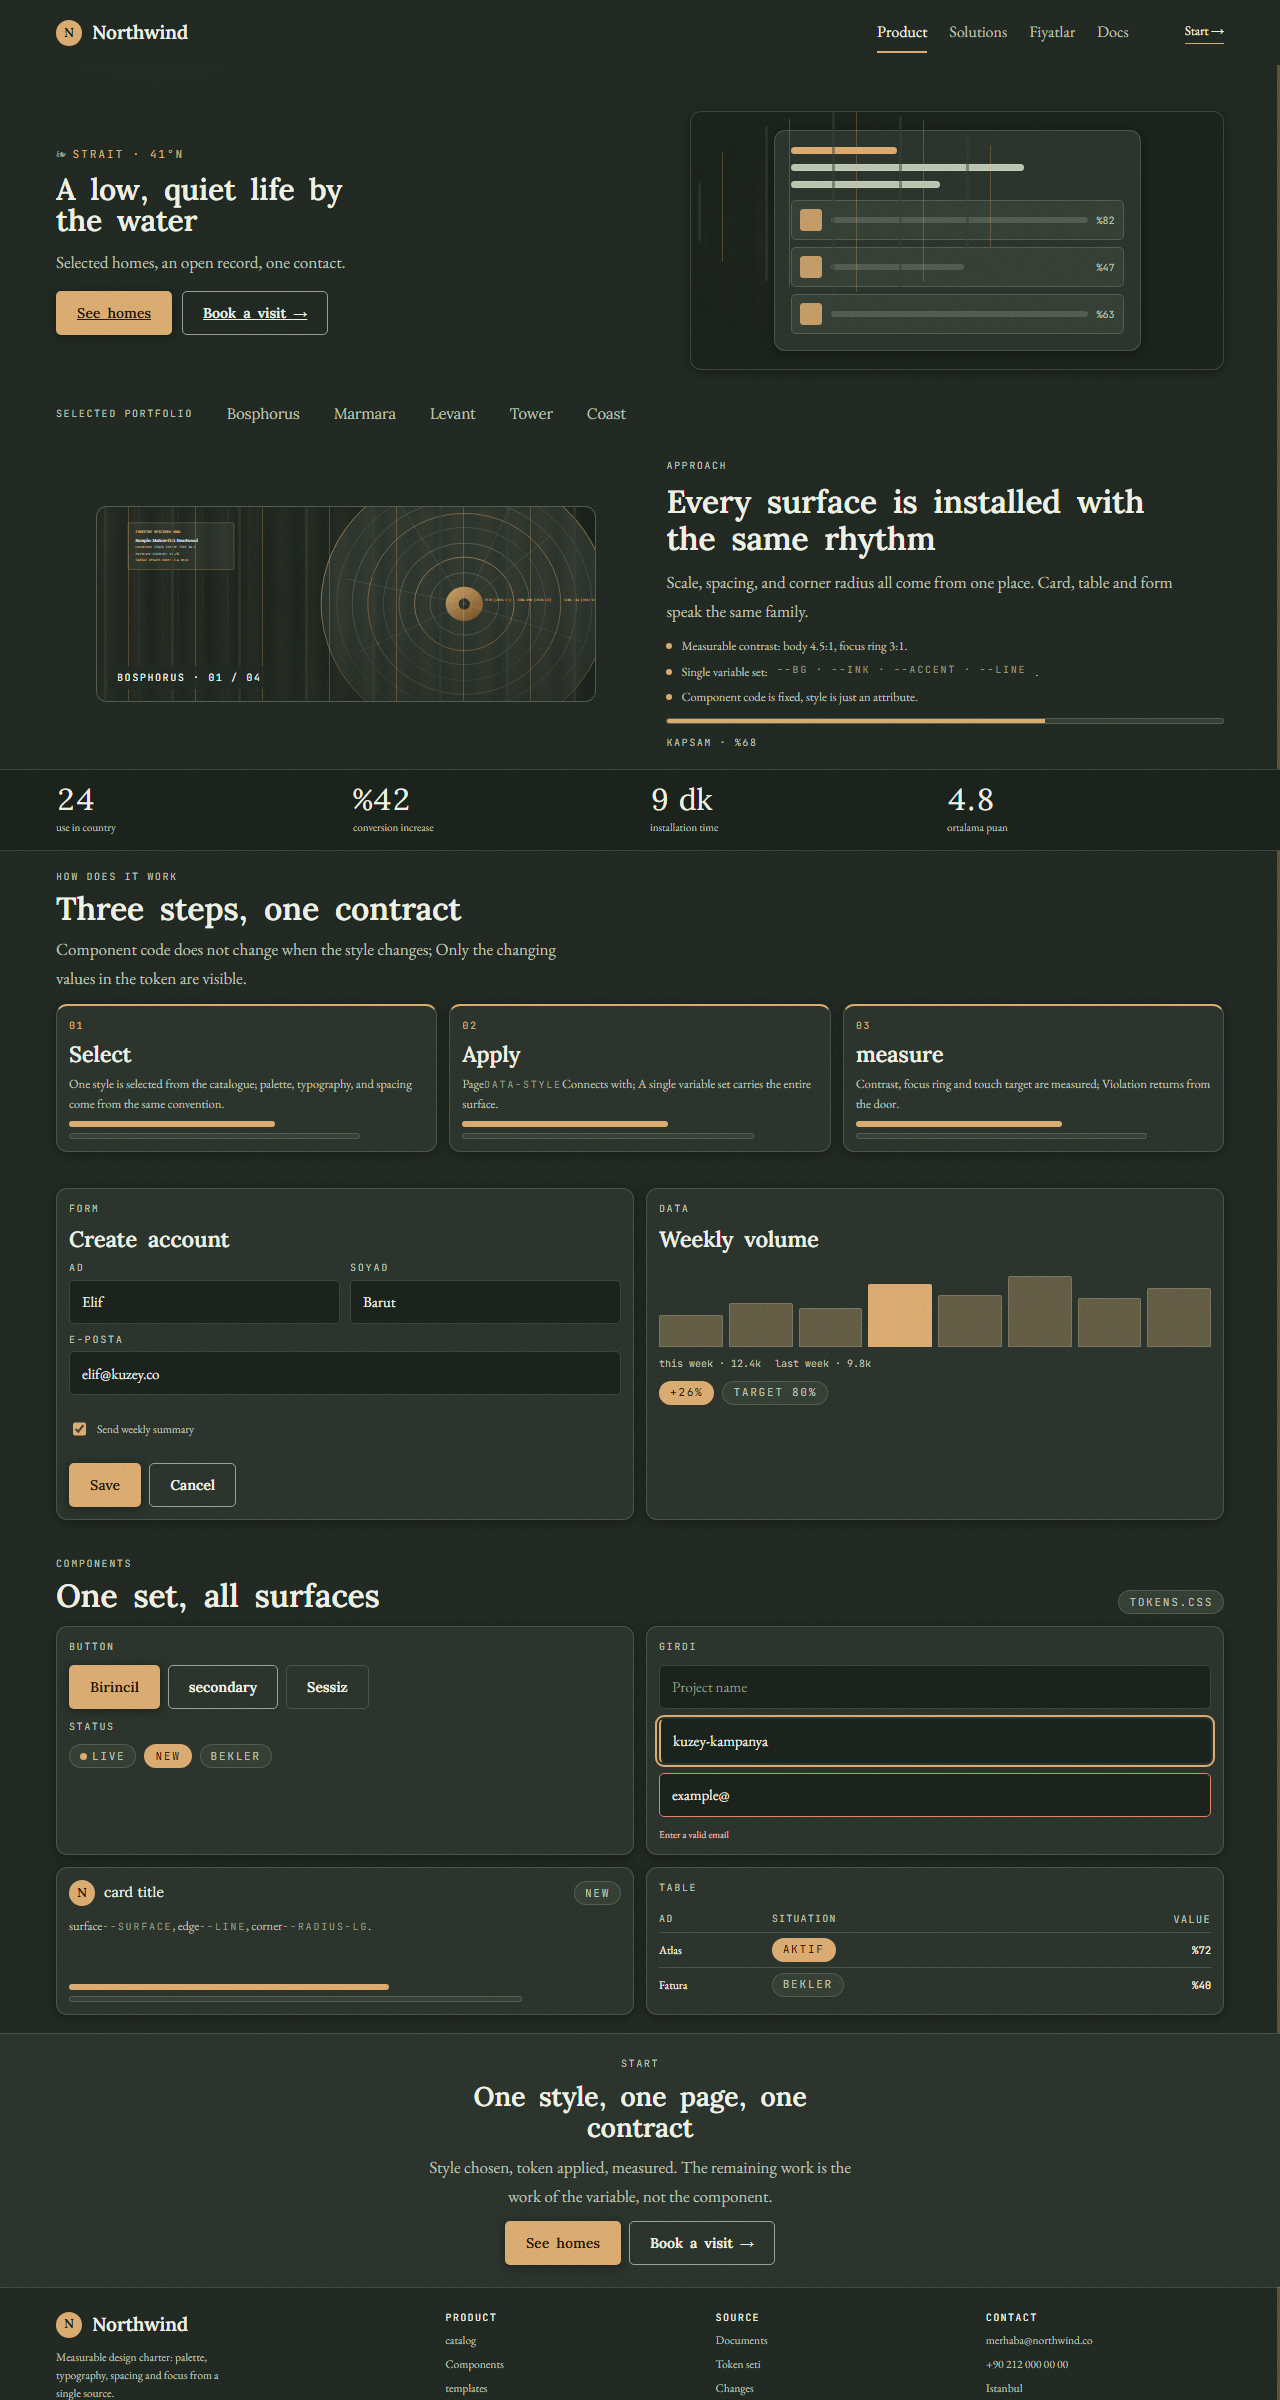 N Northwind
Product Solutions Fiyatlar Docs Start →
STRAIT · 41°N
A low, quiet life by
the water
Selected homes, an open record, one contact.
See homes
Book a visit →
%82
%47
%63
SELECTED PORTFOLIO Bosphorus Marmara Levant Tower Coast
BOSPHORUS · 01 / 04
APPROACH
Every surface is installed with
the same rhythm
Scale, spacing, and corner radius all come from one place. Card, table and form
speak the same family.
Measurable contrast: body 4.5:1, focus ring 3:1.
Single variable set: --BG · --INK · --ACCENT · --LINE .
Component code is fixed, style is just an attribute.
KAPSAM · %68
24
use in country
%42
conversion increase
9 dk
installation time
4.8
ortalama puan
HOW DOES IT WORK
Three steps, one contract
Component code does not change when the style changes; Only the changing
values in the token are visible.
01
Select
One style is selected from the catalogue; palette, typography, and spacing
come from the same convention.
02
Apply
PageDATA-STYLEConnects with; A single variable set carries the entire
surface.
03
measure
Contrast, focus ring and touch target are measured; Violation returns from
the door.
FORM
Create account
AD
SOYAD
Elif
Barut
E-POSTA
elif@kuzey.co
Send weekly summary
Save
Cancel
DATA
Weekly volume
this week · 12.4k last week · 9.8k
+26%
TARGET 80%
COMPONENTS
One set, all surfaces
TOKENS.CSS
BUTTON
Birincil
secondary
Sessiz
STATUS
LIVE
NEW
BEKLER
GIRDI
Project name
kuzey-kampanya
example@
Enter a valid email
N card title
NEW
surface--SURFACE, edge--LINE, corner--RADIUS-LG.
TABLE
AD SITUATION VALUE
Atlas AKTIF %72
Fatura BEKLER %40
START
One style, one page, one
contract
Style chosen, token applied, measured. The remaining work is the
work of the variable, not the component.
See homes
Book a visit →
N Northwind
Measurable design charter: palette,
typography, spacing and focus from a
single source.
PRODUCT
catalog
Components
templates
SOURCE
Documents
Token seti
Changes
CONTACT
merhaba@northwind.co
+90 212 000 00 00
Istanbul